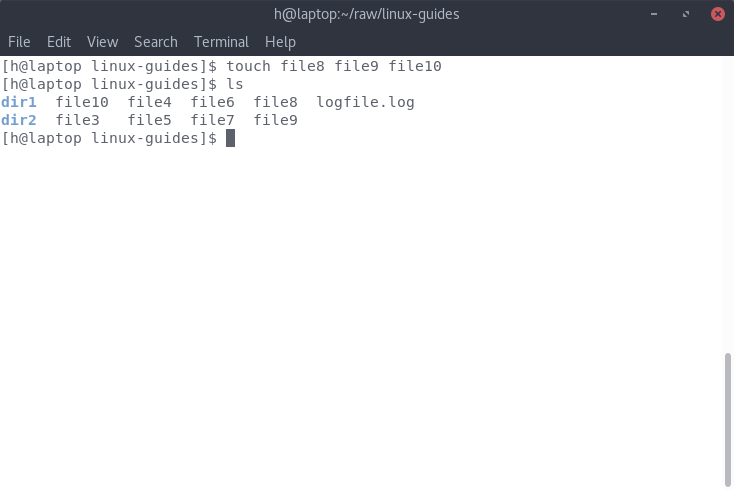 h@laptop:~/raw/linux-guides
File Edit View Search Terminal Help
[h@laptop linux-guides]$ touch file8 file9 file10
[h@laptop linux-guides]$ ls
dir1  file10  file4  file6  file8  logfile.log
dir2  file3   file5  file7  file9
[h@laptop linux-guides]$